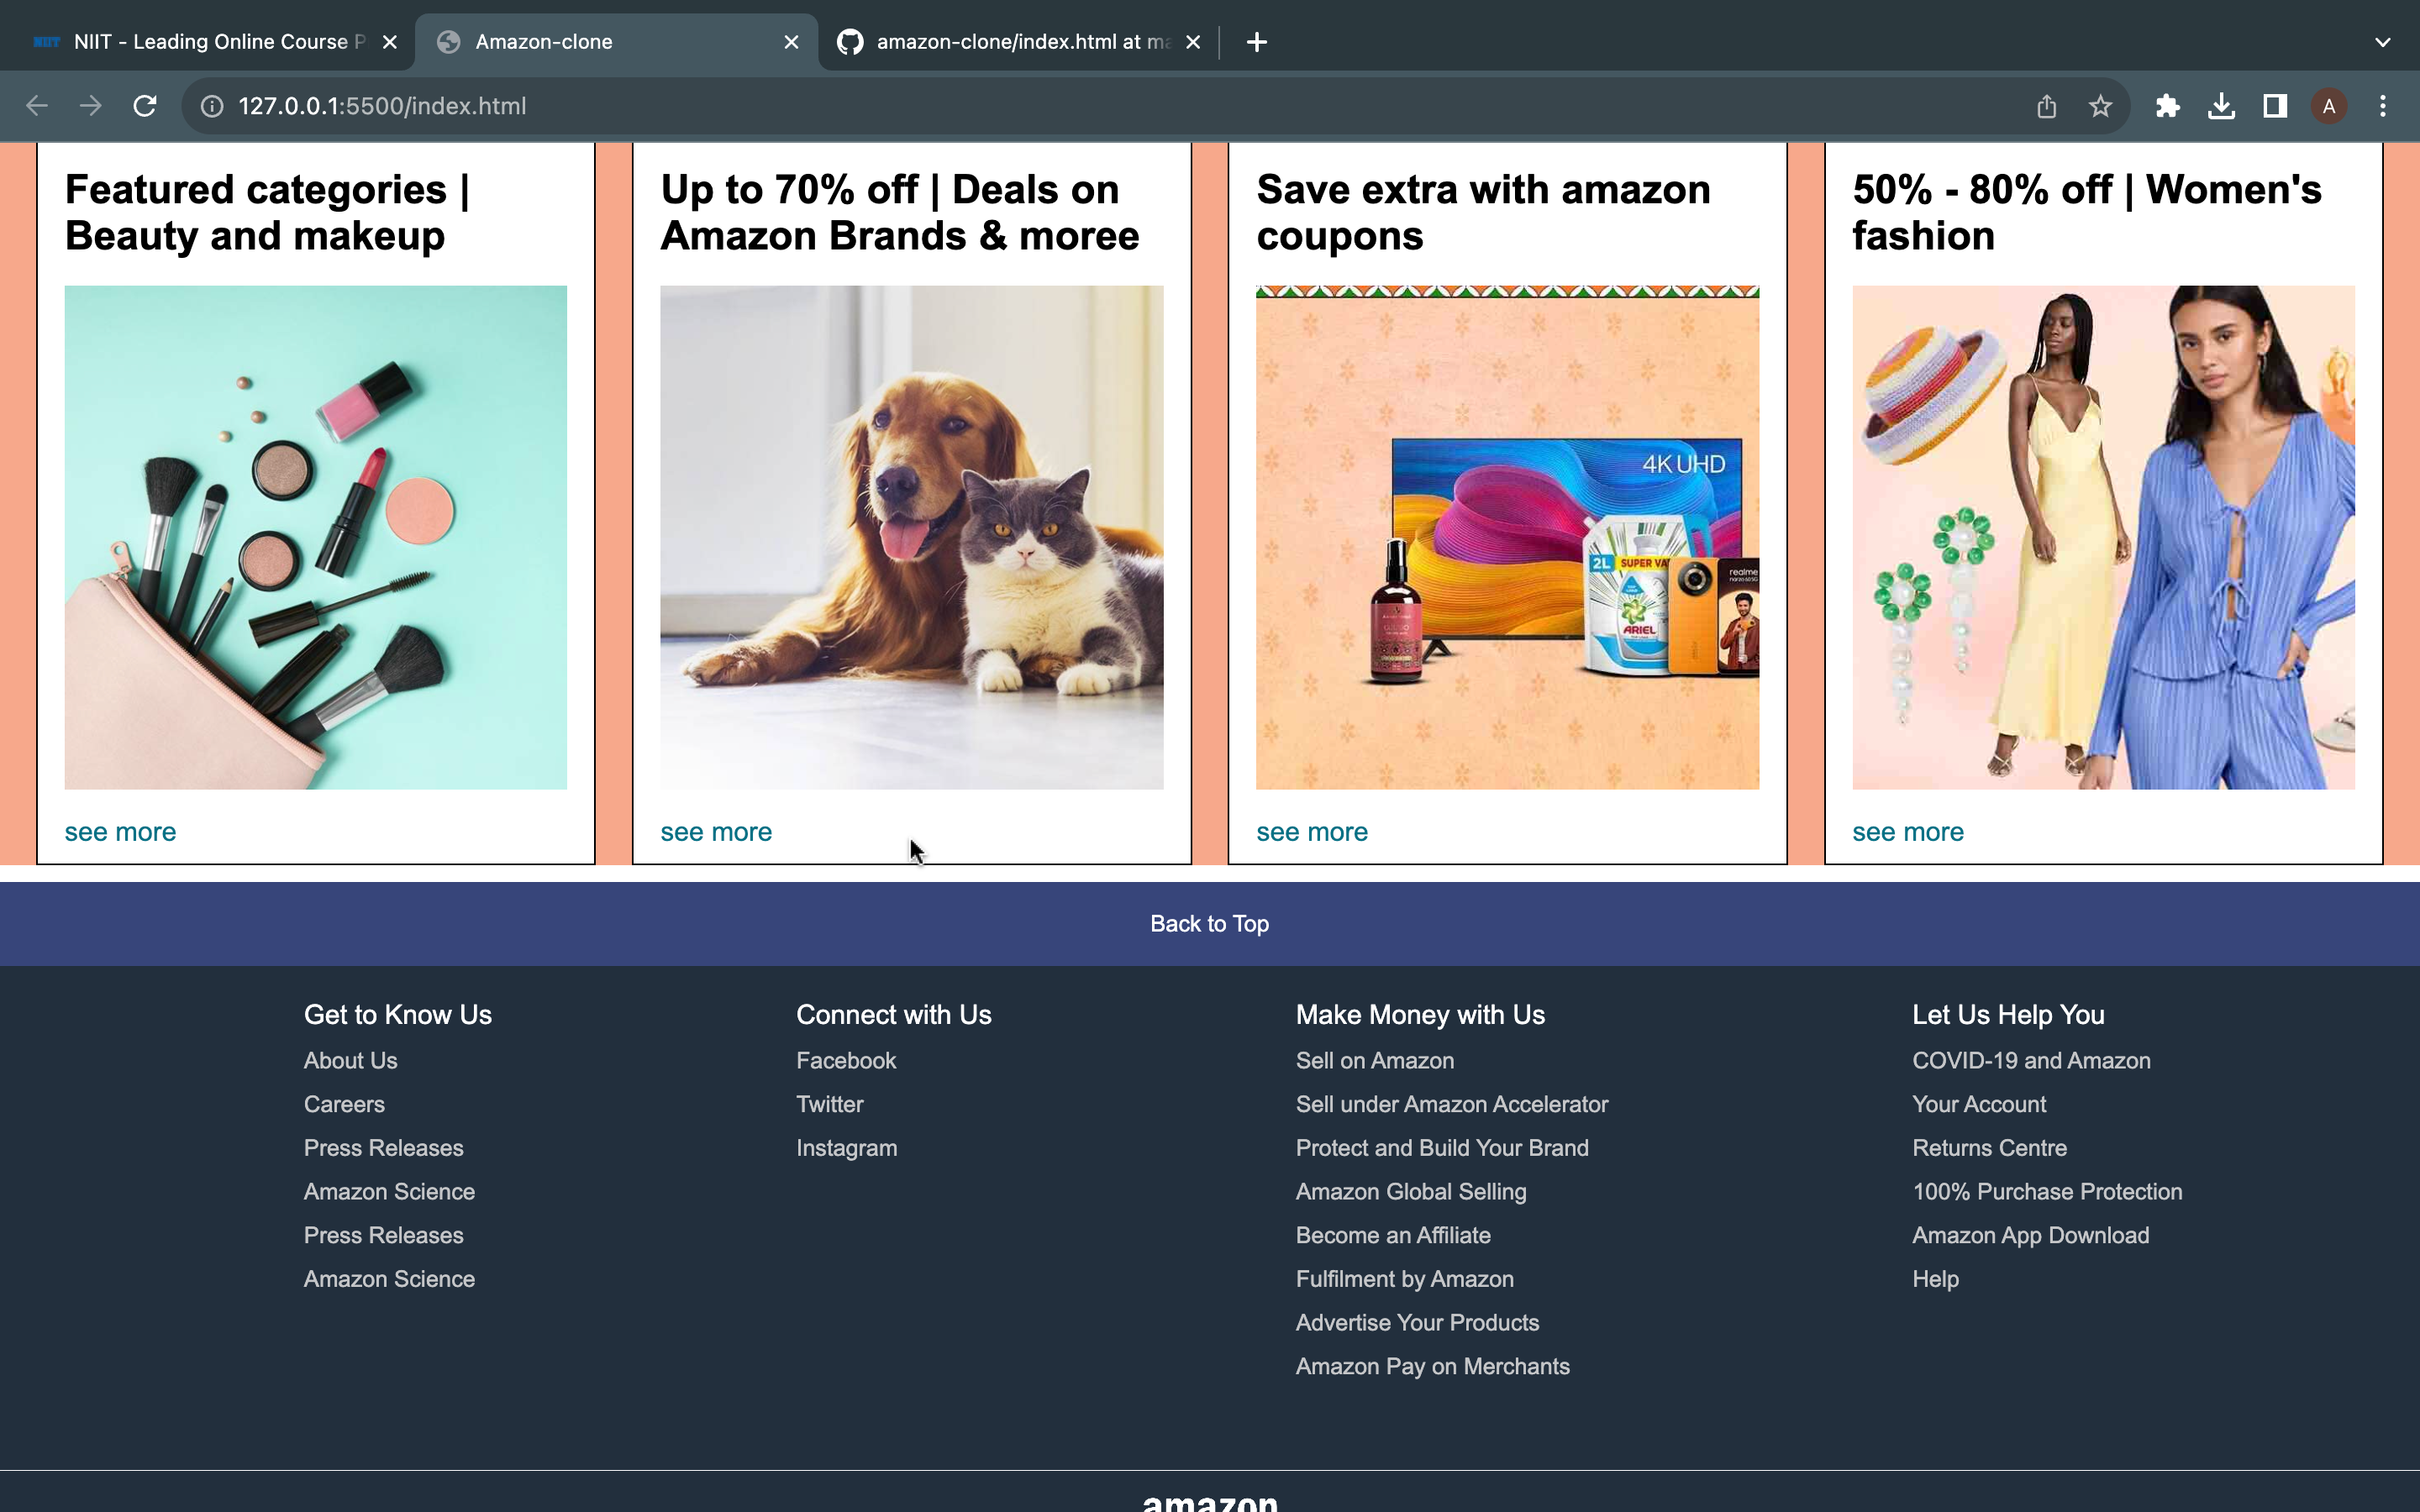 NIIT - Leading Online Course P
Amazon-clone
amazon-clone/index.html at ma
127.0.0.1:5500/index.html
A
Featured categories |
Beauty and makeup
see more
Up to 70% off | Deals on
Amazon Brands & moree
see more
Save extra with amazon
coupons
4K UHD
2L
SUPER VA
ARIEL
realme
see more
50% - 80% off | Women's
fashion
see more
Back to Top
Get to Know Us
About Us
Careers
Press Releases
Amazon Science
Press Releases
Amazon Science
Connect with Us
Facebook
Twitter
Instagram
Make Money with Us
Sell on Amazon
Sell under Amazon Accelerator
Protect and Build Your Brand
Amazon Global Selling
Become an Affiliate
Fulfilment by Amazon
Advertise Your Products
Amazon Pay on Merchants
Let Us Help You
COVID-19 and Amazon
Your Account
Returns Centre
100% Purchase Protection
Amazon App Download
Help
amazon